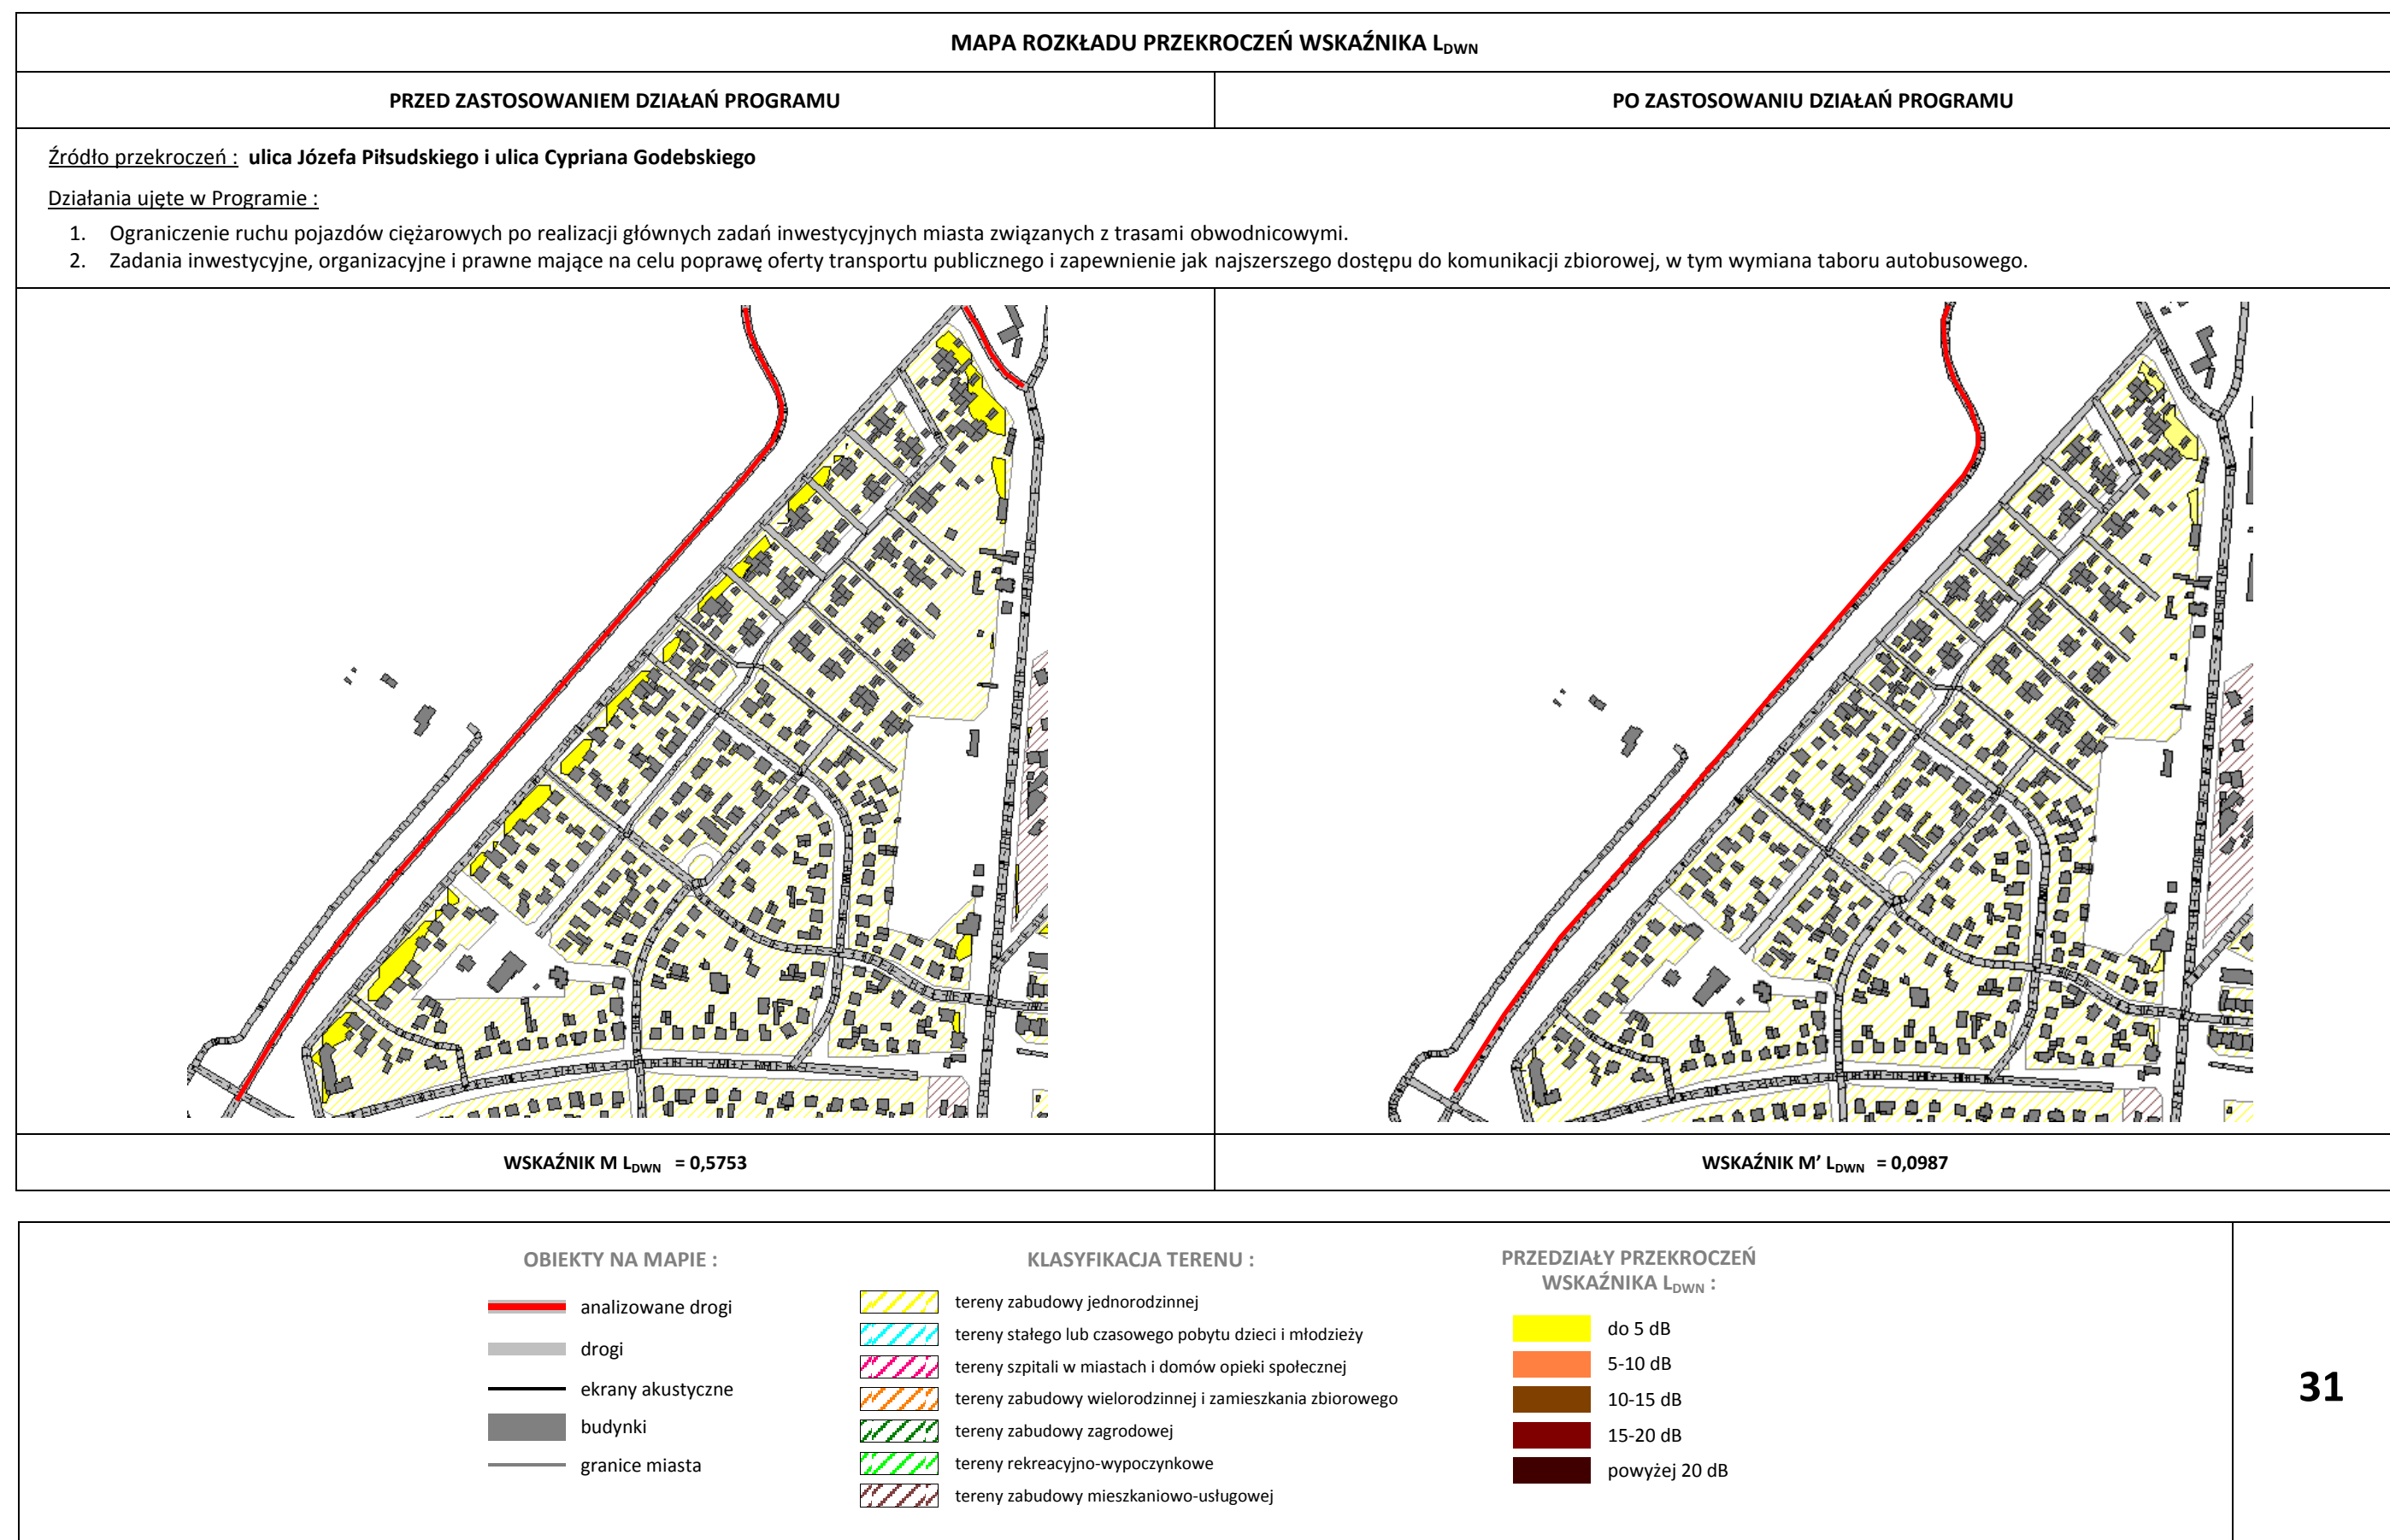 MAPA ROZKŁADU PRZEKROCZEŃ WSKAŹNIKA LDWN
PRZED ZASTOSOWANIEM DZIAŁAŃ PROGRAMU
PO ZASTOSOWANIU DZIAŁAŃ PROGRAMU
Źródło przekroczeń : ulica Józefa Piłsudskiego i ulica Cypriana Godebskiego
Działania ujęte w Programie :
1. Ograniczenie ruchu pojazdów ciężarowych po realizacji głównych zadań inwestycyjnych miasta związanych z trasami obwodnicowymi.
2. Zadania inwestycyjne, organizacyjne i prawne mające na celu poprawę oferty transportu publicznego i zapewnienie jak najszerszego dostępu do komunikacji zbiorowej, w tym wymiana taboru autobusowego.
WSKAŹNIK M LDWN = 0,5753
WSKAŹNIK M’ LDWN = 0,0987
OBIEKTY NA MAPIE :
analizowane drogi
drogi
ekrany akustyczne
budynki
granice miasta
KLASYFIKACJA TERENU :
tereny zabudowy jednorodzinnej
tereny stałego lub czasowego pobytu dzieci i młodzieży
tereny szpitali w miastach i domów opieki społecznej
tereny zabudowy wielorodzinnej i zamieszkania zbiorowego
tereny zabudowy zagrodowej
tereny rekreacyjno-wypoczynkowe
tereny zabudowy mieszkaniowo-usługowej
PRZEDZIAŁY PRZEKROCZEŃ
WSKAŹNIKA LDWN :
do 5 dB
5-10 dB
10-15 dB
15-20 dB
powyżej 20 dB
31